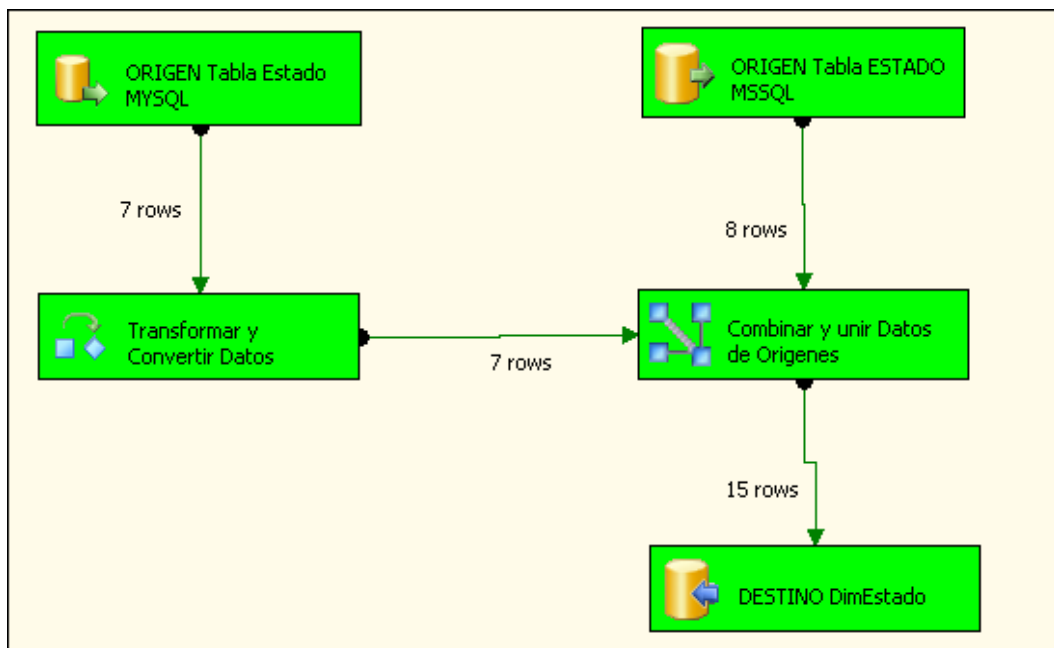 ORIGEN Tabla Estado
MYSQL
ORIGEN Tabla ESTADO
MSSQL
7 rows
8 rows
Transformar y
Convertir Datos
7 rows
Combinar y unir Datos
de Origenes
15 rows
DESTINO DimEstado